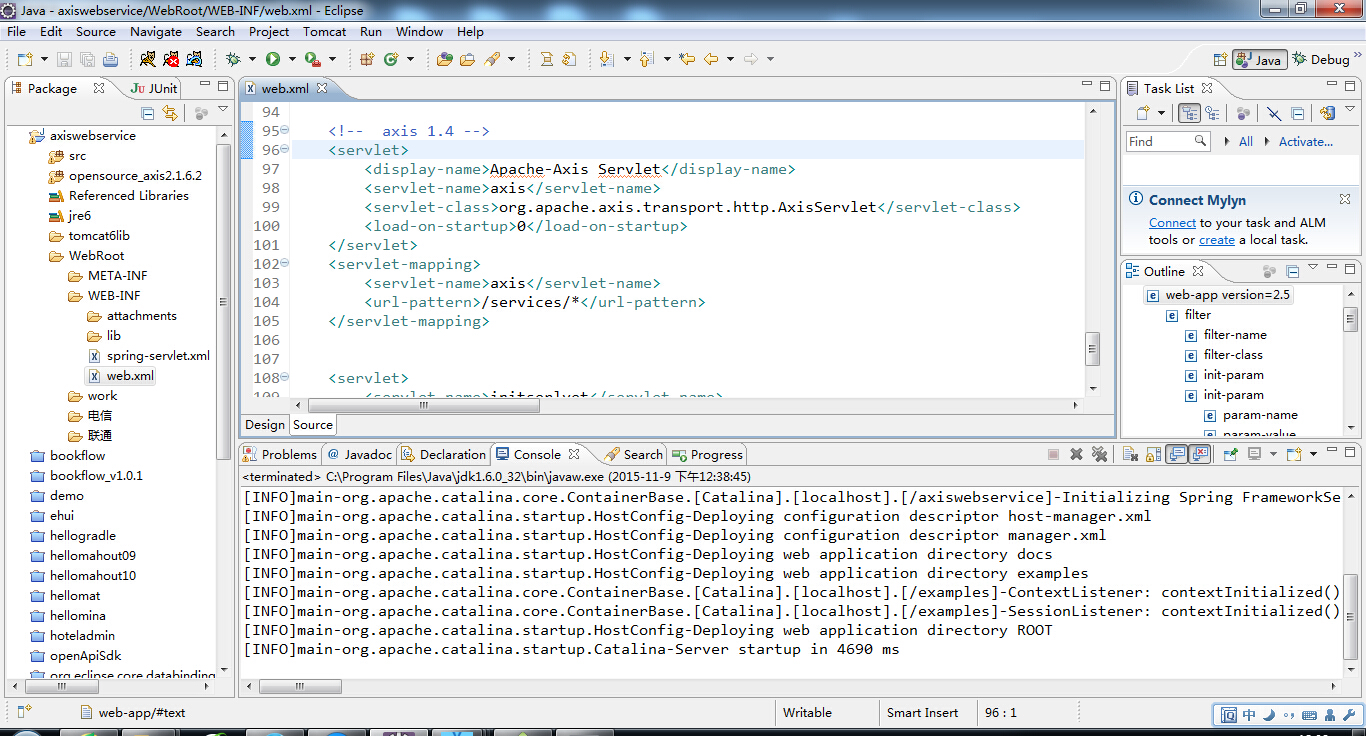 Java - axiswebservice/WebRoot/WEB-INF/web.xml - Eclipse
File Edit Source Navigate Search Project Tomcat Run Window Help
Java Debug
Package JUnit
axiswebservice
src
opensource_axis2.1.6.2
Referenced Libraries
jre6
tomcat6lib
WebRoot
META-INF
WEB-INF
attachments
lib
spring-servlet.xml
web.xml
work
电信
联通
bookflow
bookflow_v1.0.1
demo
ehui
hellogradle
hellomahout09
hellomahout10
hellomat
hellomina
hoteladmin
openApiSdk
org.eclipse.core.databinding
web.xml
94
95 <!--  axis 1.4 -->
96 <servlet>
97 <display-name>Apache-Axis Servlet</display-name>
98 <servlet-name>axis</servlet-name>
99 <servlet-class>org.apache.axis.transport.http.AxisServlet</servlet-class>
100 <load-on-startup>0</load-on-startup>
101 </servlet>
102 <servlet-mapping>
103 <servlet-name>axis</servlet-name>
104 <url-pattern>/services/*</url-pattern>
105 </servlet-mapping>
106
107
108 <servlet>
109 <servlet-name>initserlvet</servlet-name>
Design Source
Task List
Find All Activate...
Connect Mylyn
Connect to your task and ALM
tools or create a local task.
Outline
web-app version=2.5
filter
filter-name
filter-class
init-param
init-param
param-name
param-value
Problems @ Javadoc Declaration Console Search Progress
<terminated> C:\Program Files\Java\jdk1.6.0_32\bin\javaw.exe (2015-11-9 下午12:38:45)
[INFO]main-org.apache.catalina.core.ContainerBase.[Catalina].[localhost].[/axiswebservice]-Initializing Spring FrameworkSe
[INFO]main-org.apache.catalina.startup.HostConfig-Deploying configuration descriptor host-manager.xml
[INFO]main-org.apache.catalina.startup.HostConfig-Deploying configuration descriptor manager.xml
[INFO]main-org.apache.catalina.startup.HostConfig-Deploying web application directory docs
[INFO]main-org.apache.catalina.startup.HostConfig-Deploying web application directory examples
[INFO]main-org.apache.catalina.core.ContainerBase.[Catalina].[localhost].[/examples]-ContextListener: contextInitialized()
[INFO]main-org.apache.catalina.core.ContainerBase.[Catalina].[localhost].[/examples]-SessionListener: contextInitialized()
[INFO]main-org.apache.catalina.startup.HostConfig-Deploying web application directory ROOT
[INFO]main-org.apache.catalina.startup.Catalina-Server startup in 4690 ms
web-app/#text Writable Smart Insert 96 : 1
中